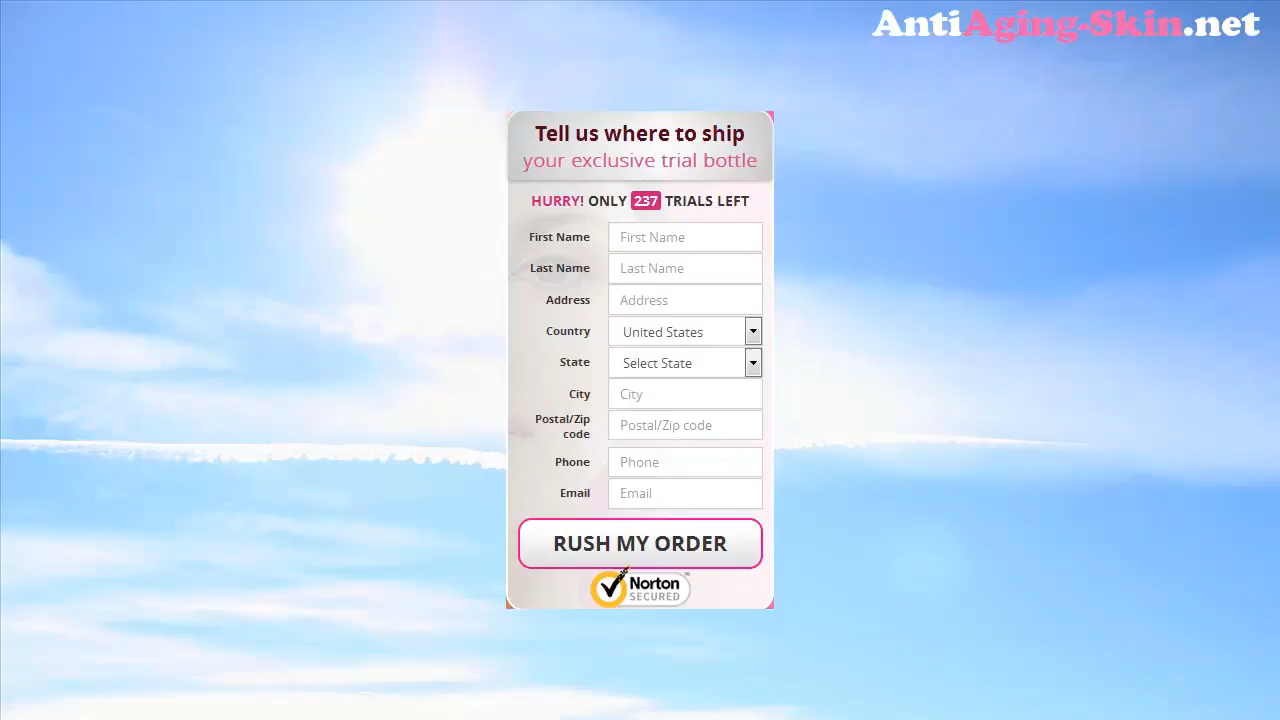 AntiAging-Skin.net
Tell us where to ship
your exclusive trial bottle
HURRY! ONLY 237 TRIALS LEFT
First Name First Name
Last Name Last Name
Address Address
Country United States
State Select State
City City
Postal/Zip code Postal/Zip code
Phone Phone
Email Email
RUSH MY ORDER
Norton
SECURED